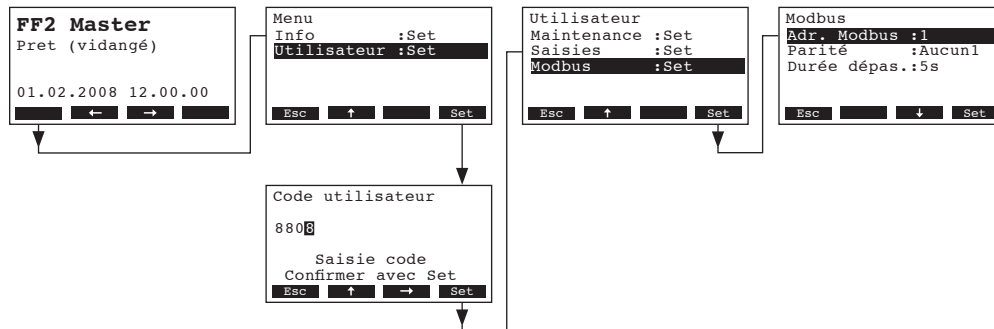 FF2 Master
Pret (vidangé)
01.02.2008 12.00.00
← →
Menu
Info :Set
Utilisateur :Set
Esc ↑ Set
Code utilisateur
8808
Saisie code
Confirmer avec Set
Esc ↑ → Set
Utilisateur
Maintenance :Set
Saisies :Set
Modbus :Set
Esc ↑ Set
Modbus
Adr. Modbus :1
Parité :Aucun1
Durée dépas.:5s
Esc ↓ Set